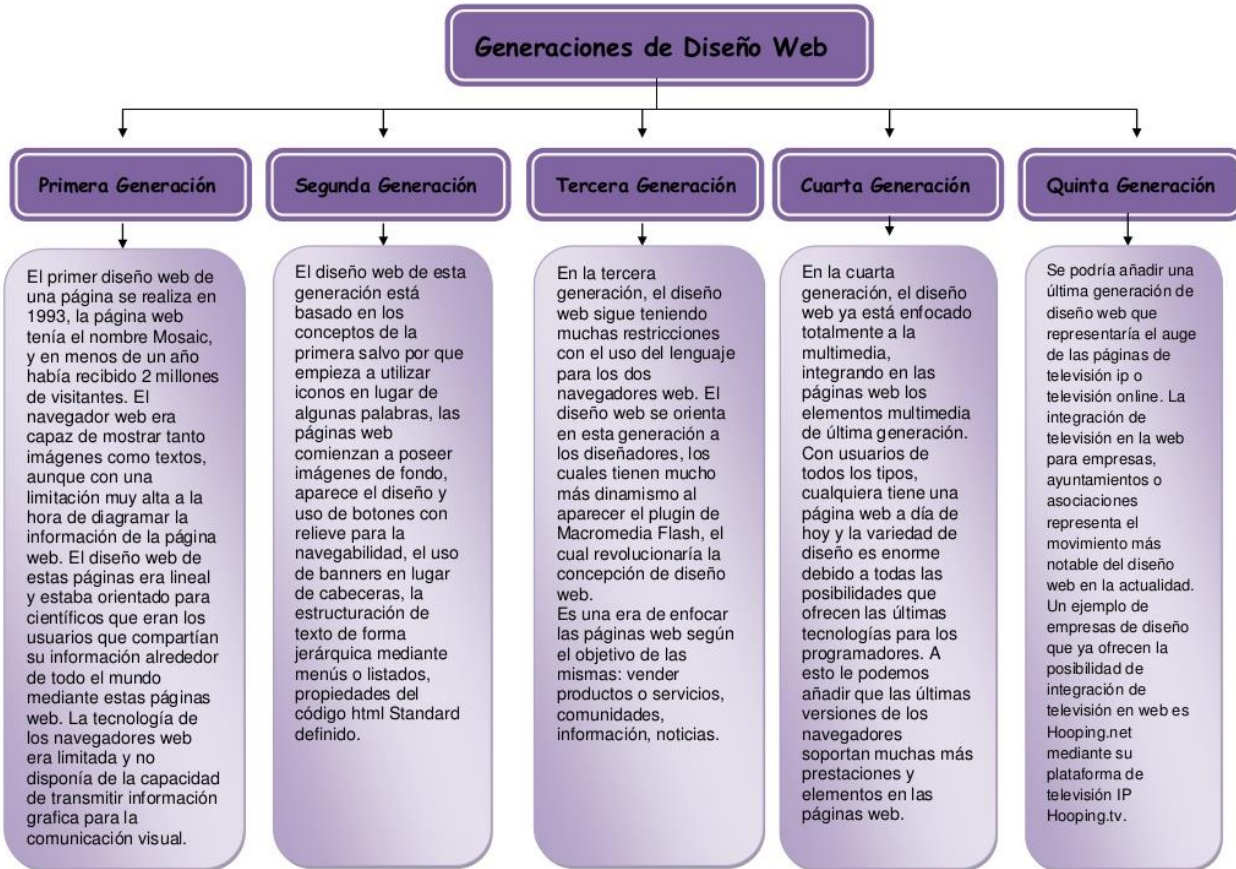 Generaciones de Diseño Web
Primera Generación
Segunda Generación
Tercera Generación
Cuarta Generación
Quinta Generación
El primer diseño web de
una página se realiza en
1993, la página web
tenía el nombre Mosaic,
y en menos de un año
había recibido 2 millones
de visitantes. El
navegador web era
capaz de mostrar tanto
imágenes como textos,
aunque con una
limitación muy alta a la
hora de diagramar la
información de la página
web. El diseño web de
estas páginas era lineal
y estaba orientado para
científicos que eran los
usuarios que compartían
su información alrededor
de todo el mundo
mediante estas páginas
web. La tecnología de
los navegadores web
era limitada y no
disponía de la capacidad
de transmitir información
grafica para la
comunicación visual.
El diseño web de esta
generación está
basado en los
conceptos de la
primera salvo por que
empieza a utilizar
iconos en lugar de
algunas palabras, las
páginas web
comienzan a poseer
imágenes de fondo,
aparece el diseño y
uso de botones con
relieve para la
navegabilidad, el uso
de banners en lugar
de cabeceras, la
estructuración de
texto de forma
jerárquica mediante
menús o listados,
propiedades del
código html Standard
definido.
En la tercera
generación, el diseño
web sigue teniendo
muchas restricciones
con el uso del lenguaje
para los dos
navegadores web. El
diseño web se orienta
en esta generación a
los diseñadores, los
cuales tienen mucho
más dinamismo al
aparecer el plugin de
Macromedia Flash, el
cual revolucionaría la
concepción de diseño
web.
Es una era de enfocar
las páginas web según
el objetivo de las
mismas: vender
productos o servicios,
comunidades,
información, noticias.
En la cuarta
generación, el diseño
web ya está enfocado
totalmente a la
multimedia,
integrando en las
páginas web los
elementos multimedia
de última generación.
Con usuarios de
todos los tipos,
cualquiera tiene una
página web a día de
hoy y la variedad de
diseño es enorme
debido a todas las
posibilidades que
ofrecen las últimas
tecnologías para los
programadores. A
esto le podemos
añadir que las últimas
versiones de los
navegadores
soportan muchas más
prestaciones y
elementos en las
páginas web.
Se podría añadir una
última generación de
diseño web que
representaría el auge
de las páginas de
televisión ip o
televisión online. La
integración de
televisión en la web
para empresas,
ayuntamientos o
asociaciones
representa el
movimiento más
notable del diseño
web en la actualidad.
Un ejemplo de
empresas de diseño
que ya ofrecen la
posibilidad de
integración de
televisión en web es
Hooping.net
mediante su
plataforma de
televisión IP
Hooping.tv.